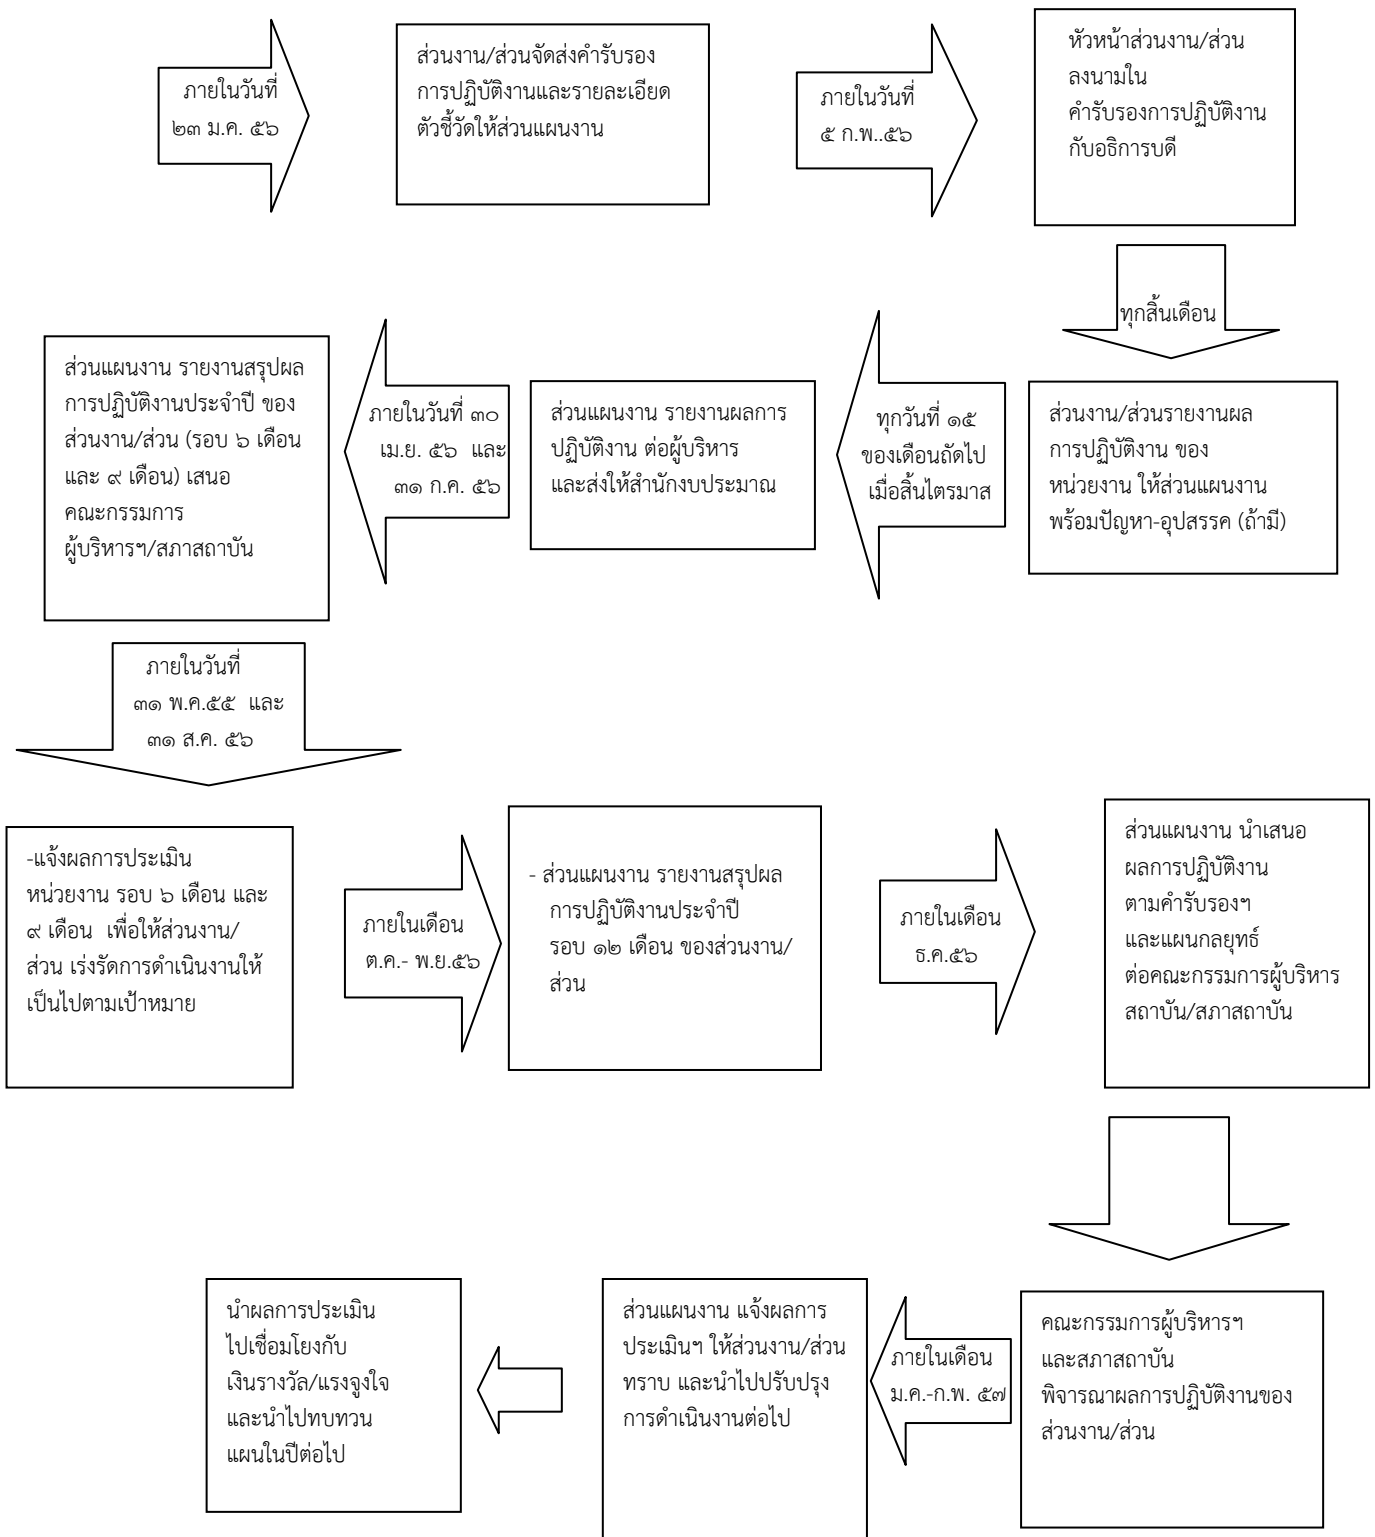 ภายในวันที่
๒๓ ม.ค. ๕๖
ส่วนงาน/ส่วนจัดส่งคำรับรอง
การปฏิบัติงานและรายละเอียด
ตัวชี้วัดให้ส่วนแผนงาน
ภายในวันที่
๕ ก.พ..๕๖
หัวหน้าส่วนงาน/ส่วน
ลงนามใน
คำรับรองการปฏิบัติงาน
กับอธิการบดี
ทุกสิ้นเดือน
ส่วนงาน/ส่วนรายงานผล
การปฏิบัติงาน ของ
หน่วยงาน ให้ส่วนแผนงาน
พร้อมปัญหา-อุปสรรค (ถ้ามี)
ทุกวันที่ ๑๕
ของเดือนถัดไป
เมื่อสิ้นไตรมาส
ส่วนแผนงาน รายงานผลการ
ปฏิบัติงาน ต่อผู้บริหาร
และส่งให้สำนักงบประมาณ
ภายในวันที่ ๓๐
เม.ย. ๕๖ และ
๓๑ ก.ค. ๕๖
ส่วนแผนงาน รายงานสรุปผล
การปฏิบัติงานประจำปี ของ
ส่วนงาน/ส่วน (รอบ ๖ เดือน
และ ๙ เดือน) เสนอ
คณะกรรมการ
ผู้บริหารฯ/สภาสถาบัน
ภายในวันที่
๓๑ พ.ค.๕๕ และ
๓๑ ส.ค. ๕๖
-แจ้งผลการประเมิน
หน่วยงาน รอบ ๖ เดือน และ
๙ เดือน เพื่อให้ส่วนงาน/
ส่วน เร่งรัดการดำเนินงานให้
เป็นไปตามเป้าหมาย
ภายในเดือน
ต.ค.- พ.ย.๕๖
- ส่วนแผนงาน รายงานสรุปผล
การปฏิบัติงานประจำปี
รอบ ๑๒ เดือน ของส่วนงาน/
ส่วน
ภายในเดือน
ธ.ค.๕๖
ส่วนแผนงาน นำเสนอ
ผลการปฏิบัติงาน
ตามคำรับรองฯ
และแผนกลยุทธ์
ต่อคณะกรรมการผู้บริหาร
สถาบัน/สภาสถาบัน
คณะกรรมการผู้บริหารฯ
และสภาสถาบัน
พิจารณาผลการปฏิบัติงานของ
ส่วนงาน/ส่วน
ภายในเดือน
ม.ค.-ก.พ. ๕๗
ส่วนแผนงาน แจ้งผลการ
ประเมินฯ ให้ส่วนงาน/ส่วน
ทราบ และนำไปปรับปรุง
การดำเนินงานต่อไป
นำผลการประเมิน
ไปเชื่อมโยงกับ
เงินรางวัล/แรงจูงใจ
และนำไปทบทวน
แผนในปีต่อไป